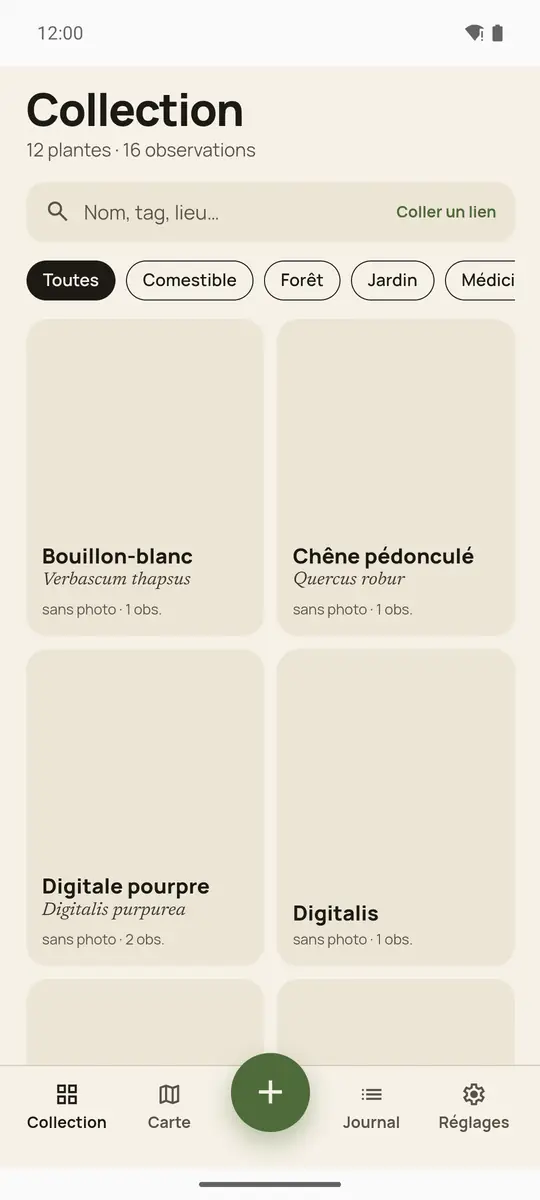 12:00
Collection
12 plantes · 16 observations
Nom, tag, lieu…
Coller un lien
Toutes
Comestible
Forêt
Jardin
Médici
Bouillon-blanc
Verbascum thapsus
sans photo · 1 obs.
Chêne pédonculé
Quercus robur
sans photo · 1 obs.
Digitale pourpre
Digitalis purpurea
sans photo · 2 obs.
Digitalis
sans photo · 1 obs.
Collection
Carte
Journal
Réglages